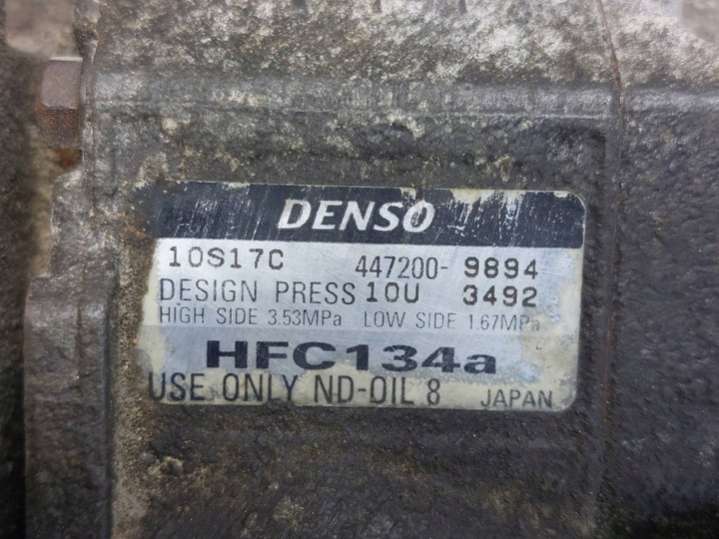 DENSO
10S17C 447200-9894
DESIGN PRESS 10U 3492
HIGH SIDE 3.53MPa LOW SIDE 1.67MPa
HFC134a
USE ONLY ND-OIL 8 JAPAN